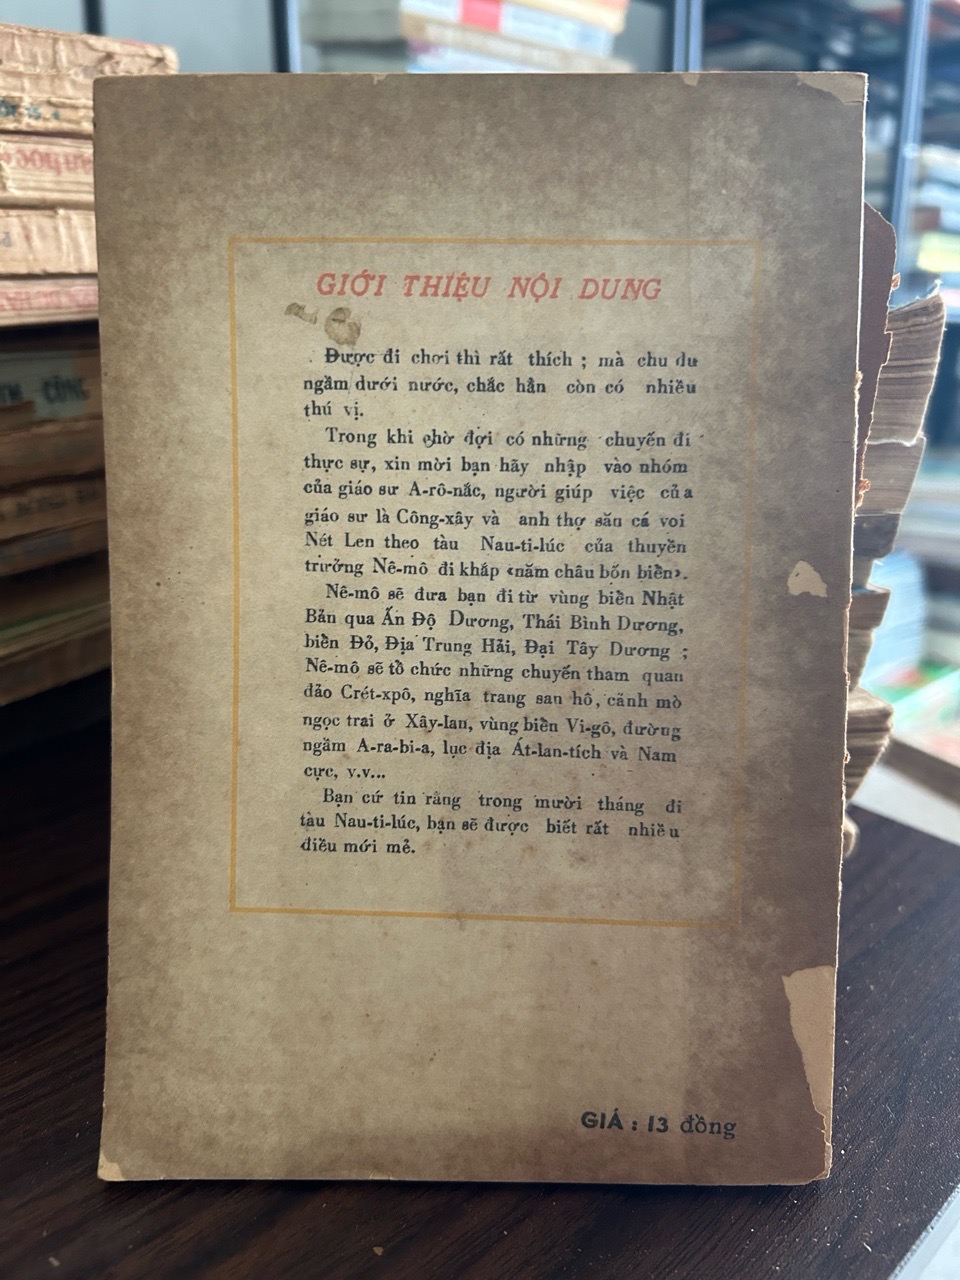 GIỚI THIỆU NỘI DUNG
Được đi chơi thì rất thích ; mà chu du
ngầm dưới nước, chắc hẳn còn có nhiều
thú vị.
Trong khi chờ đợi có những chuyến đi
thực sự, xin mời bạn hãy nhập vào nhóm
của giáo sư A-rô-nắc, người giúp việc của
giáo sư là Công-xây và anh thợ săn cá voi
Nét Len theo tàu Nau-ti-lúc của thuyền
trưởng Nê-mô đi khắp «năm châu bốn biển».
Nê-mô sẽ đưa bạn đi từ vùng biển Nhật
Bản qua Ấn Độ Dương, Thái Bình Dương,
biển Đỏ, Địa Trung Hải, Đại Tây Dương ;
Nê-mô sẽ tổ chức những chuyến tham quan
đảo Crét-xpô, nghĩa trang san hô, cảnh mò
ngọc trai ở Xây-lan, vùng biển Vi-gô, đường
ngầm A-ra-bi-a, lục địa Át-lan-tích và Nam
cực, v.v...
Bạn cứ tin rằng trong mười tháng đi
tàu Nau-ti-lúc, bạn sẽ được biết rất nhiều
điều mới mẻ.
GIÁ : 13 đồng